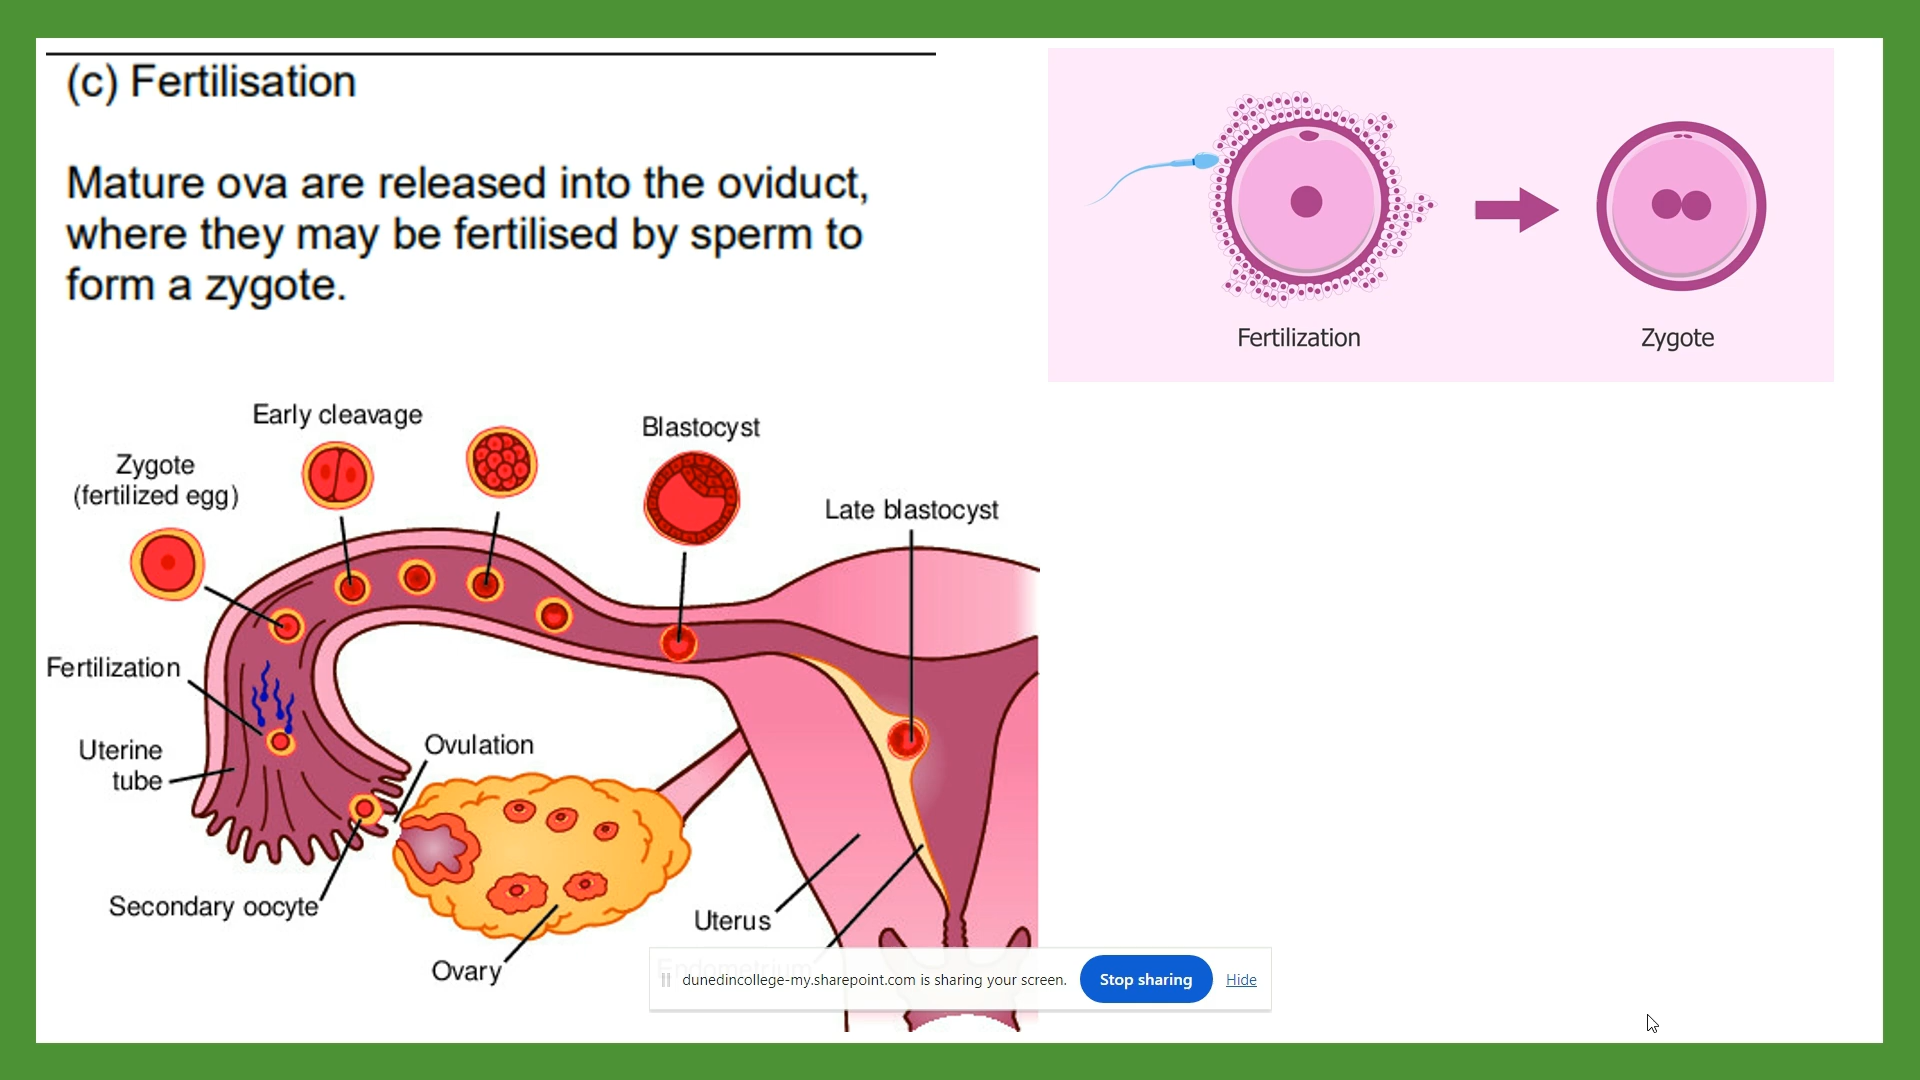 (c) Fertilisation
Mature ova are released into the oviduct,
where they may be fertilised by sperm to
form a zygote.
Fertilization
Zygote
Early cleavage
Blastocyst
Zygote
(fertilized egg)
Late blastocyst
Fertilization
Uterine
tube
Ovulation
Secondary oocyte
Ovary
Uterus
Endometrium
dunedincollege-my.sharepoint.com is sharing your screen.
Stop sharing
Hide